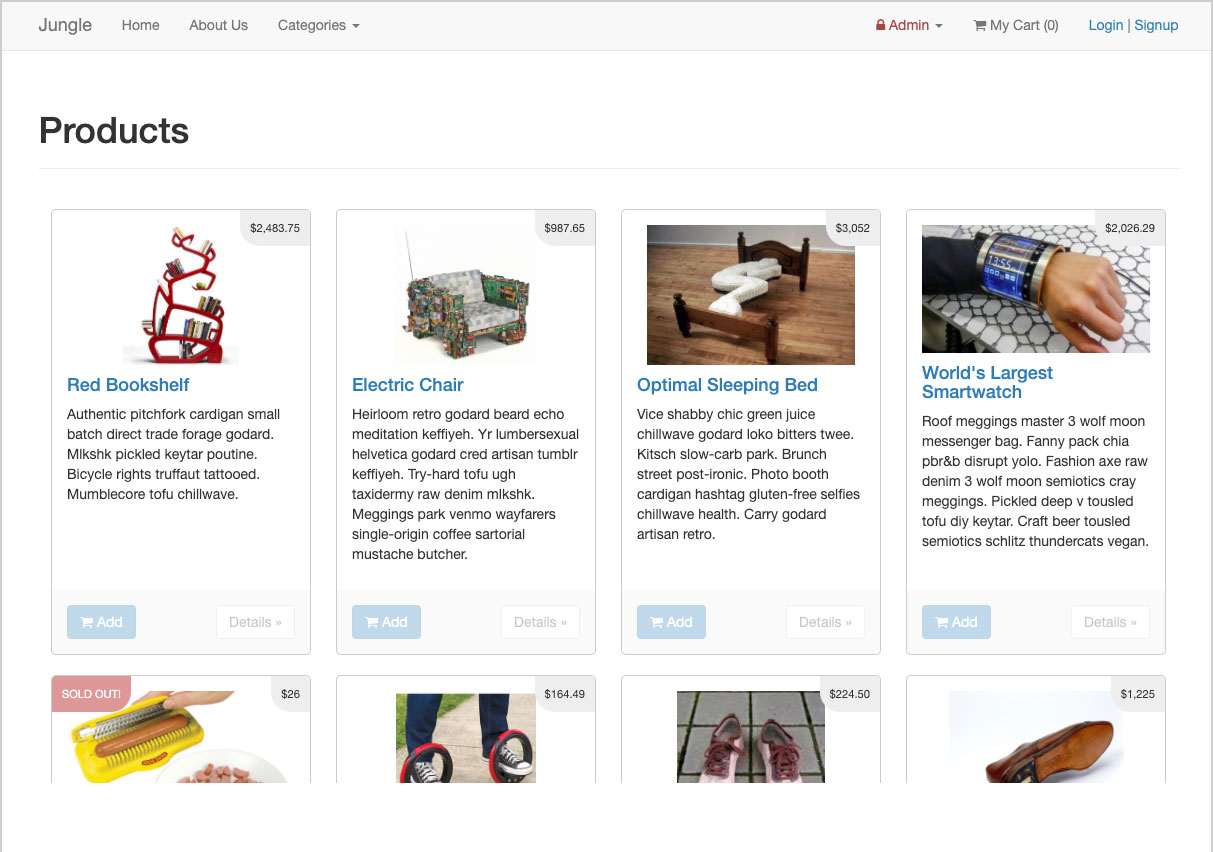 Jungle Home About Us Categories Admin My Cart (0) Login | Signup
Products
$2,483.75
Red Bookshelf
Authentic pitchfork cardigan small
batch direct trade forage godard.
Mlkshk pickled keytar poutine.
Bicycle rights truffaut tattooed.
Mumblecore tofu chillwave.
Add Details »
$987.65
Electric Chair
Heirloom retro godard beard echo
meditation keffiyeh. Yr lumbersexual
helvetica godard cred artisan tumblr
keffiyeh. Try-hard tofu ugh
taxidermy raw denim mlkshk.
Meggings park venmo wayfarers
single-origin coffee sartorial
mustache butcher.
Add Details »
$3,052
Optimal Sleeping Bed
Vice shabby chic green juice
chillwave godard loko bitters twee.
Kitsch slow-carb park. Brunch
street post-ironic. Photo booth
cardigan hashtag gluten-free selfies
chillwave health. Carry godard
artisan retro.
Add Details »
$2,026.29
13:55
World's Largest
Smartwatch
Roof meggings master 3 wolf moon
messenger bag. Fanny pack chia
pbr&b disrupt yolo. Fashion axe raw
denim 3 wolf moon semiotics cray
meggings. Pickled deep v tousled
tofu diy keytar. Craft beer tousled
semiotics schlitz thundercats vegan.
Add Details »
SOLD OUT! $26
$164.49
$224.50
$1,225